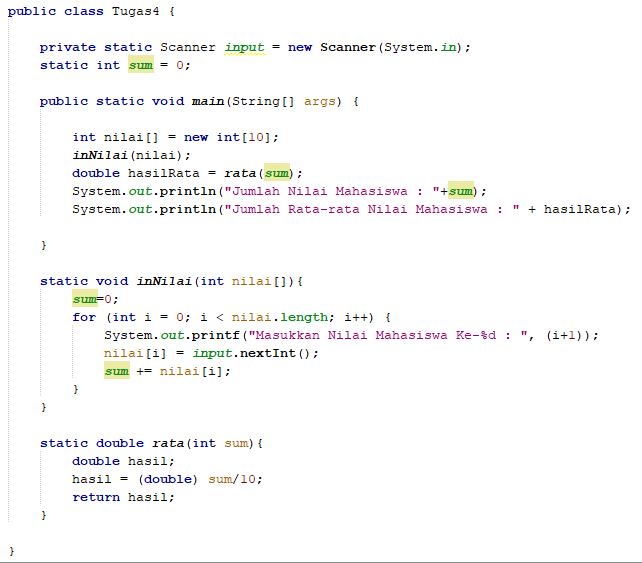 public class Tugas4 {
private static Scanner input = new Scanner(System.in);
static int sum = 0;
public static void main(String[] args) {
int nilai[] = new int[10];
inNilai(nilai);
double hasilRata = rata(sum);
System.out.println("Jumlah Nilai Mahasiswa : "+sum);
System.out.println("Jumlah Rata-rata Nilai Mahasiswa : " + hasilRata);
}
static void inNilai(int nilai[]){
sum=0;
for (int i = 0; i < nilai.length; i++) {
System.out.printf("Masukkan Nilai Mahasiswa Ke-%d : ", (i+1));
nilai[i] = input.nextInt();
sum += nilai[i];
}
}
static double rata(int sum){
double hasil;
hasil = (double) sum/10;
return hasil;
}
}